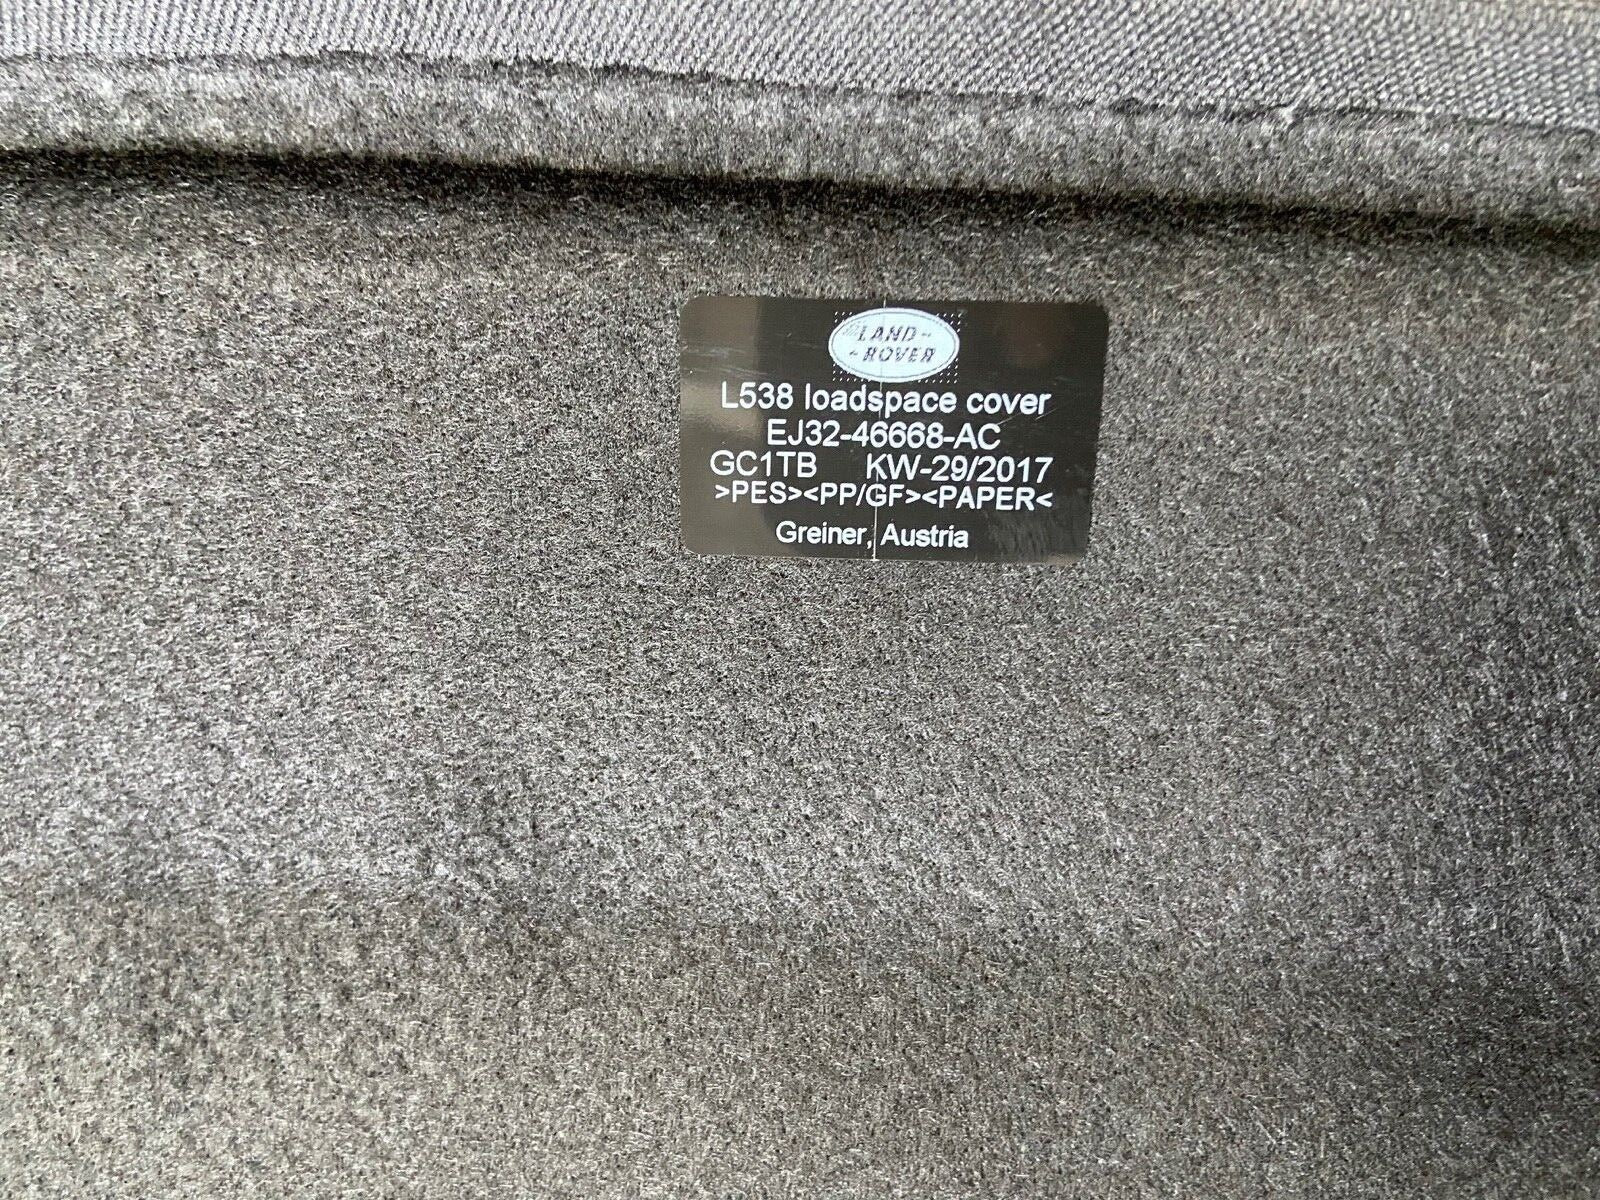 LAND-
-ROVER
L538 loadspace cover
EJ32-46668-AC
GC1TB KW-29/2017
>PES><PP/GF><PAPER<
Greiner, Austria